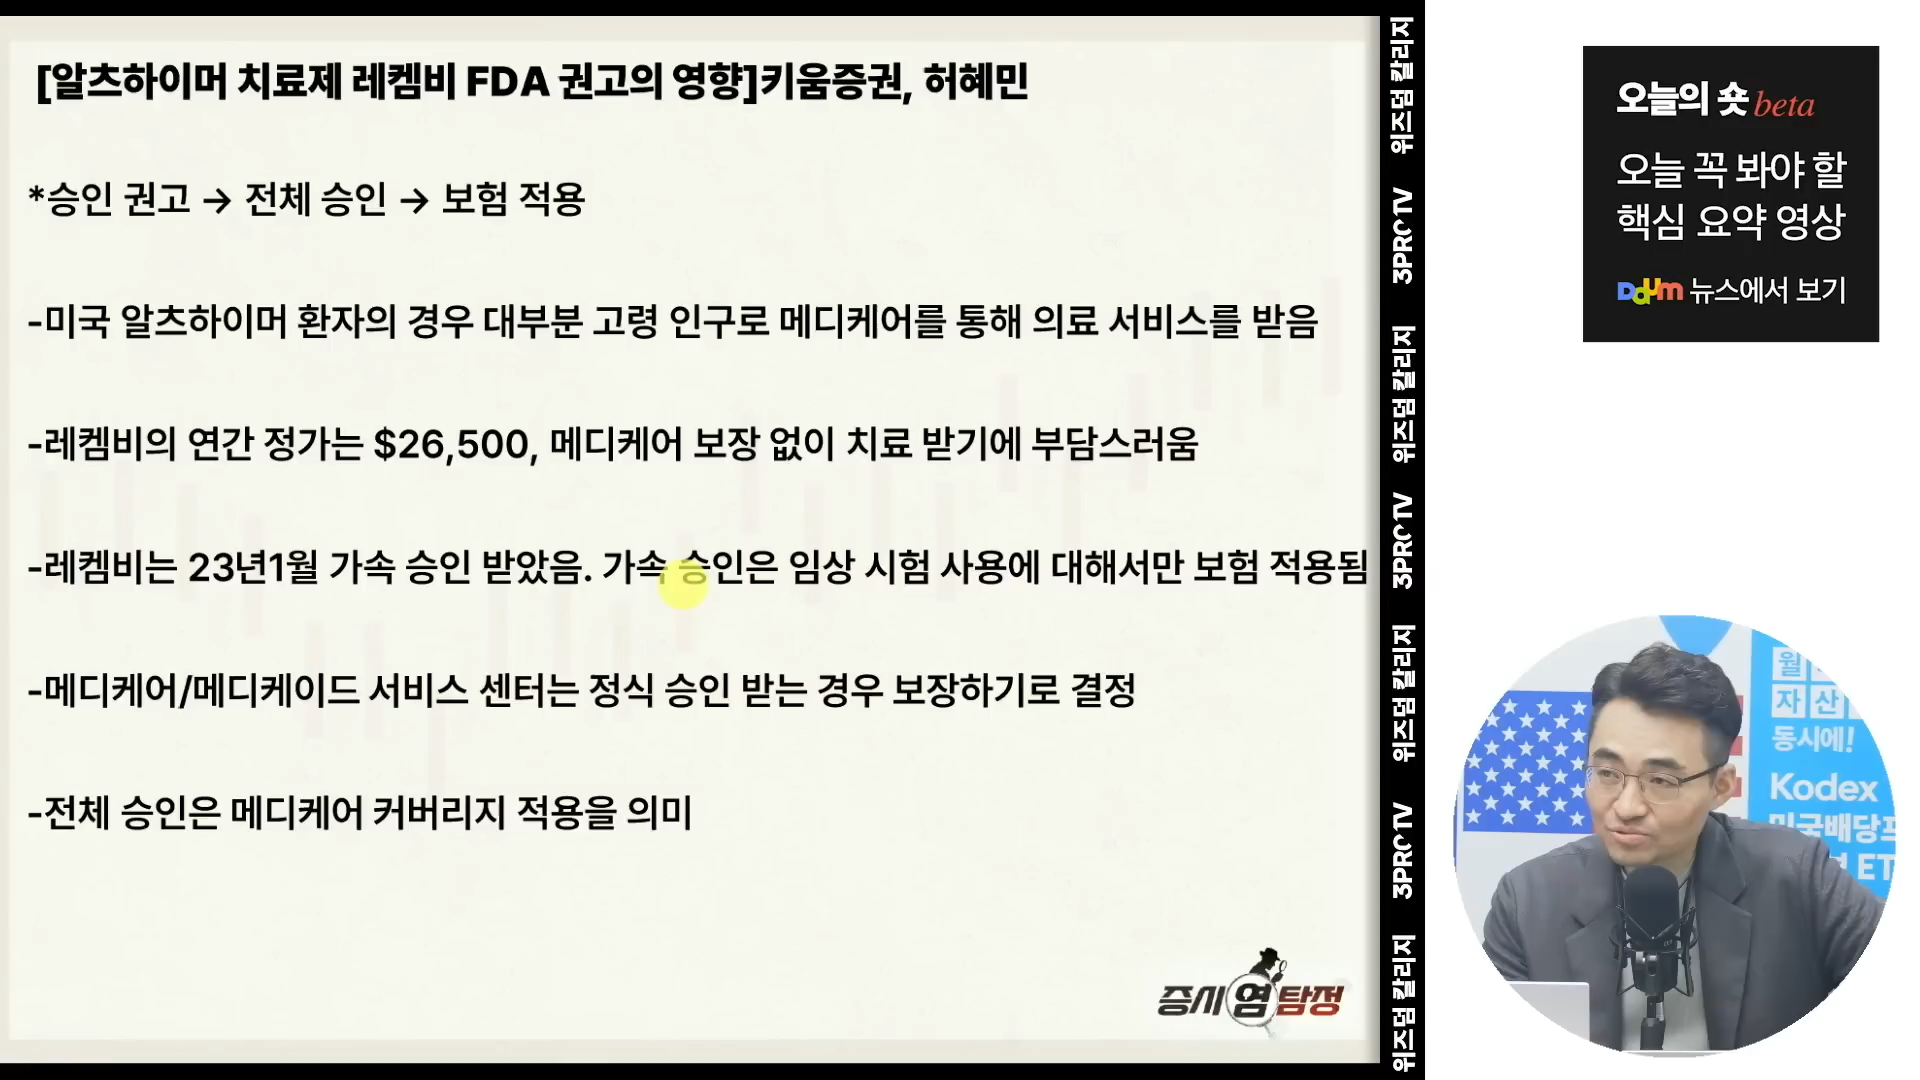 [알츠하이머 치료제 레켐비 FDA 권고의 영향]키움증권, 허혜민
*승인 권고 → 전체 승인 → 보험 적용
-미국 알츠하이머 환자의 경우 대부분 고령 인구로 메디케어를 통해 의료 서비스를 받음
-레켐비의 연간 정가는 $26,500, 메디케어 보장 없이 치료 받기에 부담스러움
-레켐비는 23년1월 가속 승인 받았음. 가속 승인은 임상 시험 사용에 대해서만 보험 적용됨
-메디케어/메디케이드 서비스 센터는 정식 승인 받는 경우 보장하기로 결정
-전체 승인은 메디케어 커버리지 적용을 의미
증시 염탐정
위즈덤 칼리지
3PROTV
위즈덤 칼리지
3PROTV
위즈덤 칼리지
3PROTV
위즈덤 칼리지
오늘의 숏 beta
오늘 꼭 봐야 할
핵심 요약 영상
Daum 뉴스에서 보기
월
자산
동시에!
Kodex
미국배당
ET